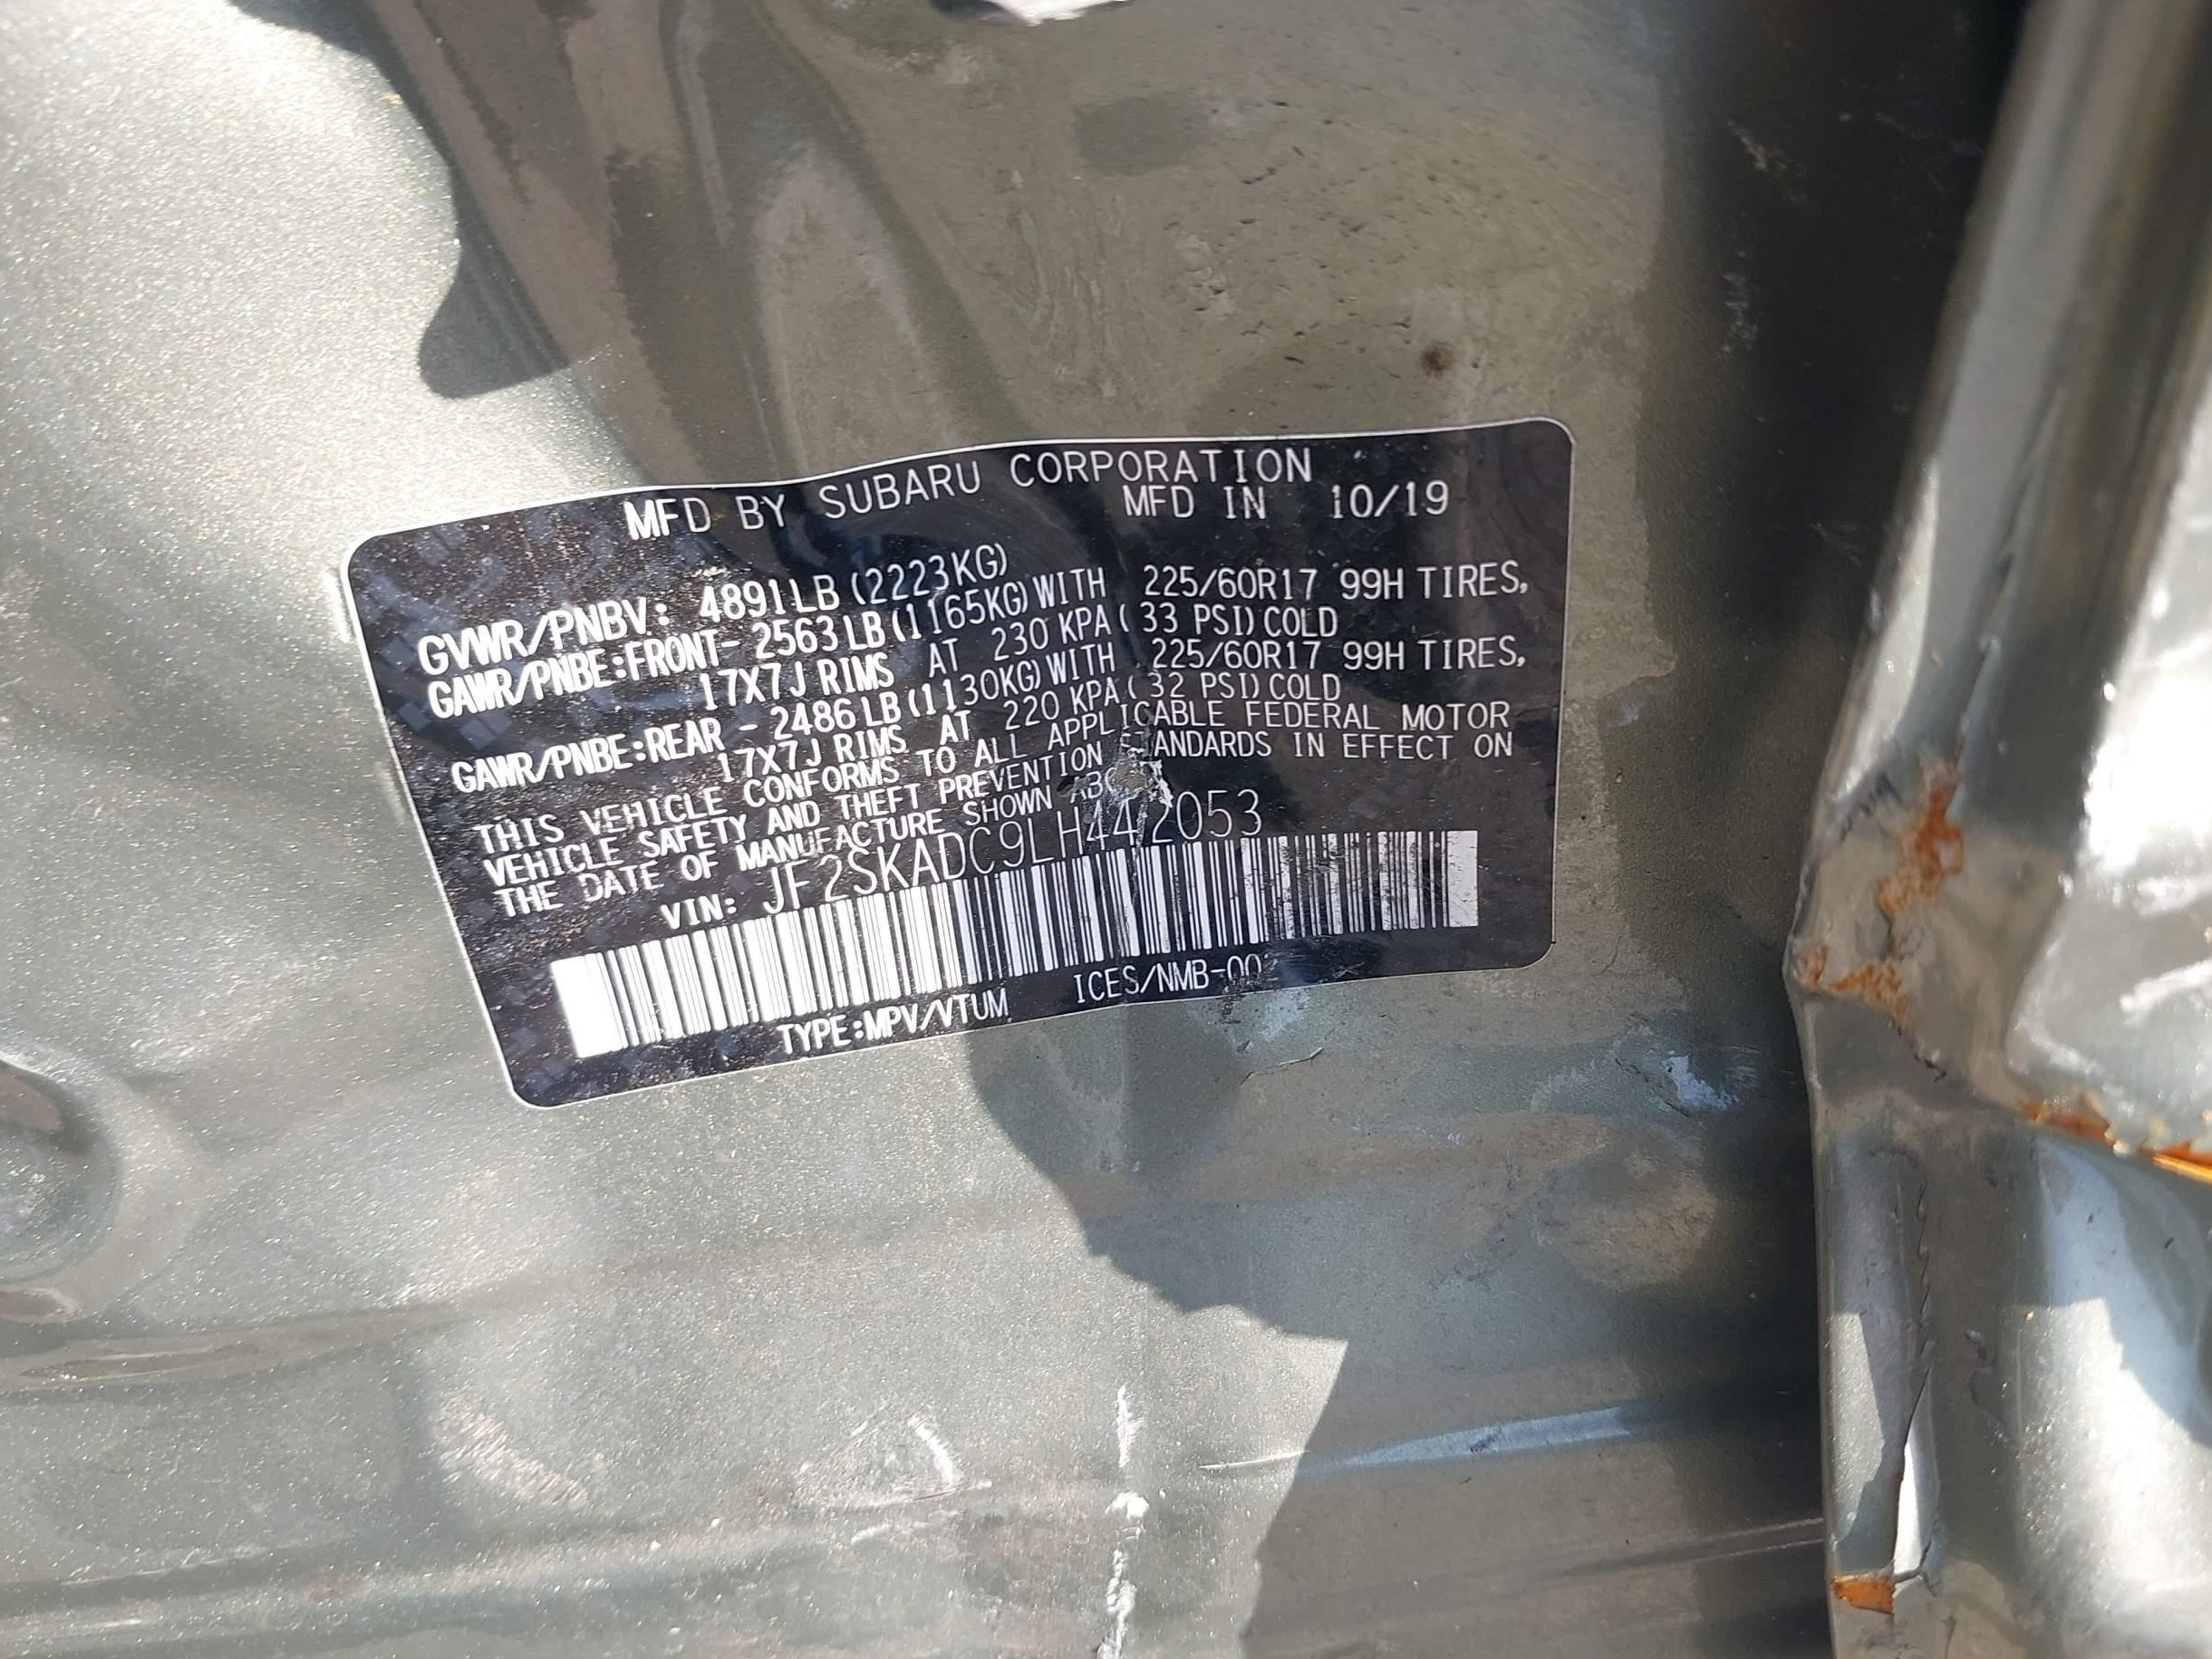 MFD BY SUBARU CORPORATION
MFD IN 10/19
GVWR/PNBV: 4891LB (2223KG)
GAWR/PNBE:FRONT- 2563LB(1165KG)WITH 225/60R17 99H TIRES,
17X7J RIMS AT 230 KPA( 33 PSI)COLD
GAWR/PNBE:REAR - 2486LB(1130KG)WITH 225/60R17 99H TIRES,
17X7J RIMS AT 220 KPA( 32 PSI)COLD
THIS VEHICLE CONFORMS TO ALL APPLICABLE FEDERAL MOTOR
VEHICLE SAFETY AND THEFT PREVENTION STANDARDS IN EFFECT ON
THE DATE OF MANUFACTURE SHOWN
VIN: JF2SKADC9LH442053
TYPE:MPV/VTUM ICES/NMB-002